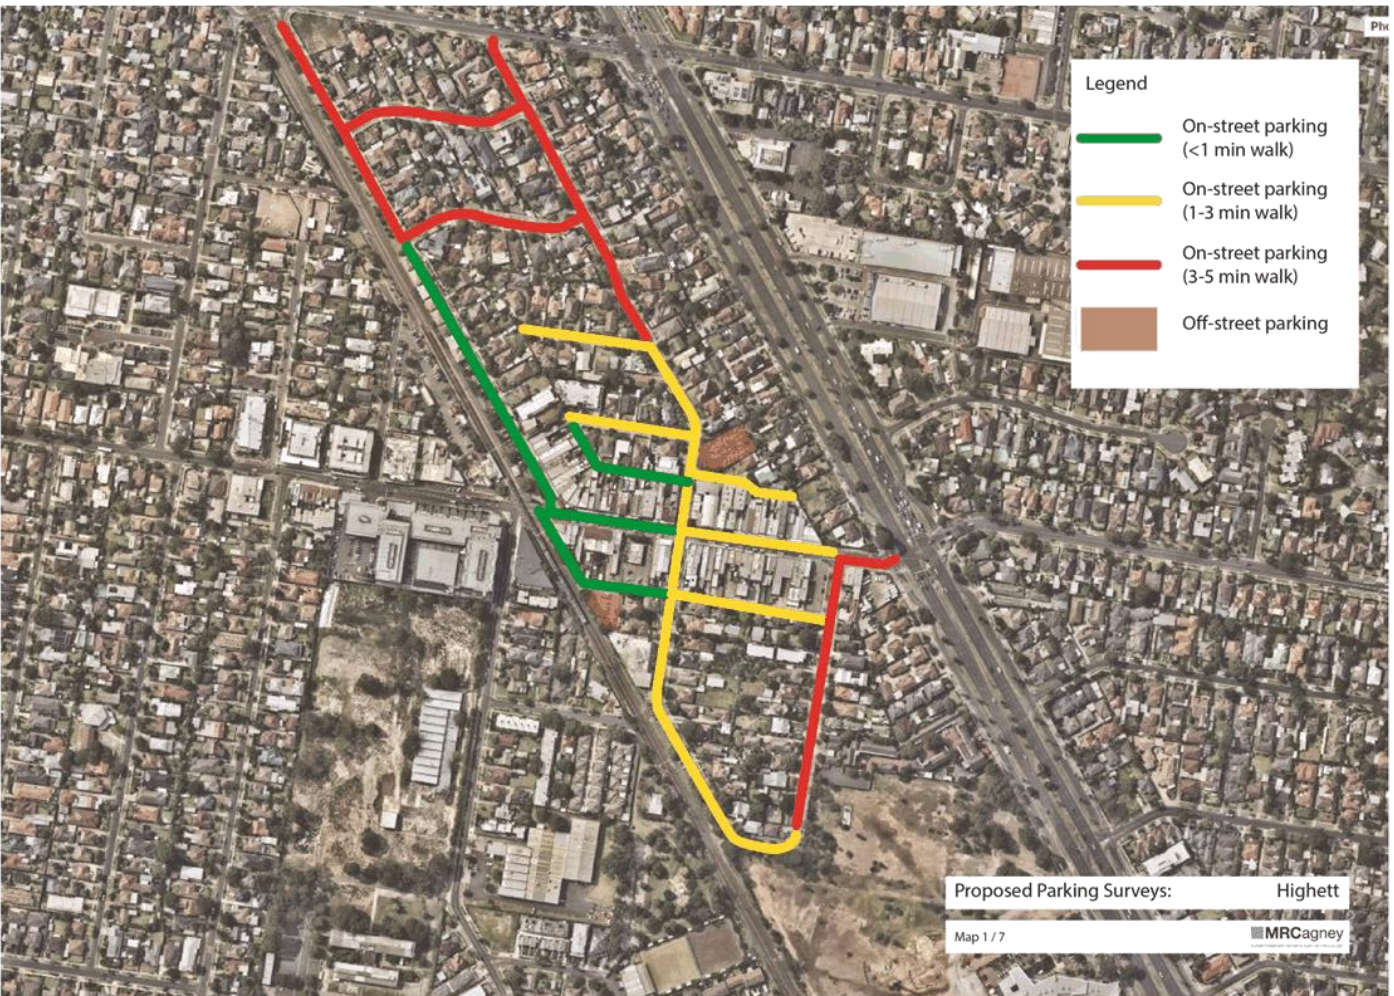 Legend
On-street parking
(<1 min walk)
On-street parking
(1-3 min walk)
On-street parking
(3-5 min walk)
Off-street parking
Proposed Parking Surveys: Highett
Map 1 / 7
MRCagney